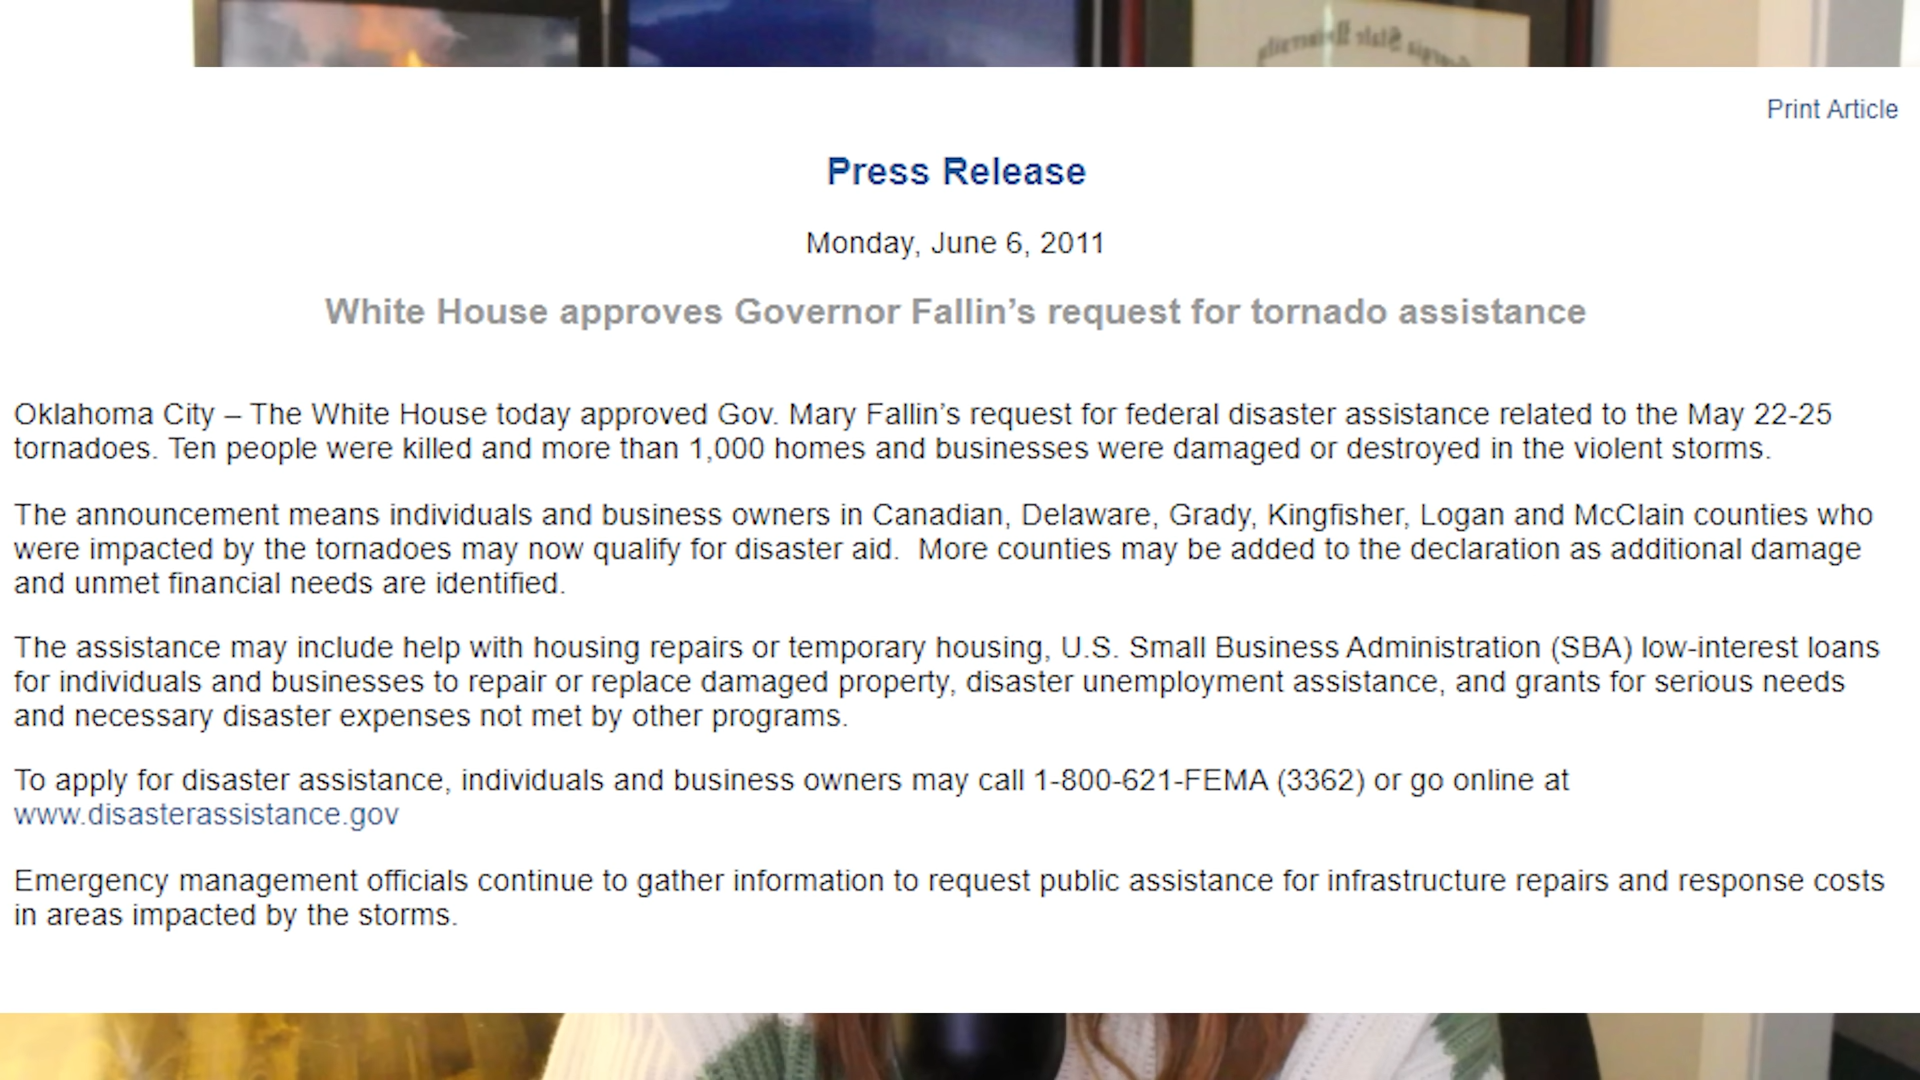 Georgia State University
Print Article
Press Release
Monday, June 6, 2011
White House approves Governor Fallin’s request for tornado assistance
Oklahoma City – The White House today approved Gov. Mary Fallin’s request for federal disaster assistance related to the May 22-25
tornadoes. Ten people were killed and more than 1,000 homes and businesses were damaged or destroyed in the violent storms.
The announcement means individuals and business owners in Canadian, Delaware, Grady, Kingfisher, Logan and McClain counties who
were impacted by the tornadoes may now qualify for disaster aid.  More counties may be added to the declaration as additional damage
and unmet financial needs are identified.
The assistance may include help with housing repairs or temporary housing, U.S. Small Business Administration (SBA) low-interest loans
for individuals and businesses to repair or replace damaged property, disaster unemployment assistance, and grants for serious needs
and necessary disaster expenses not met by other programs.
To apply for disaster assistance, individuals and business owners may call 1-800-621-FEMA (3362) or go online at
www.disasterassistance.gov
Emergency management officials continue to gather information to request public assistance for infrastructure repairs and response costs
in areas impacted by the storms.